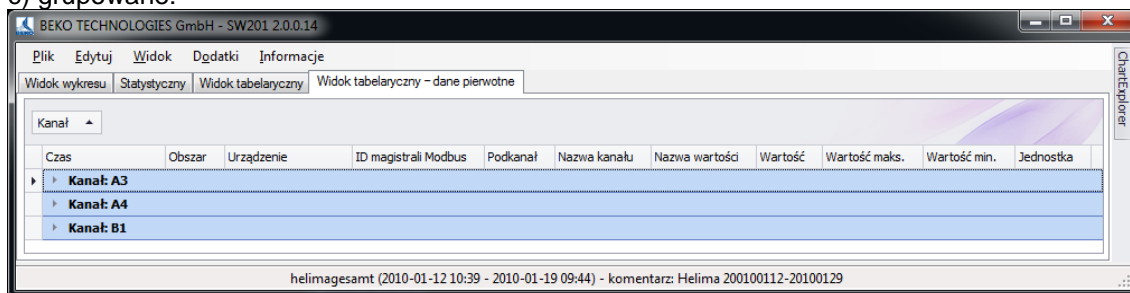 c) grupowane:
BEKO TECHNOLOGIES GmbH - SW201 2.0.0.14
Plik Edytuj Widok Dodatki Informacje
Widok wykresu Statystyczny Widok tabelaryczny Widok tabelaryczny – dane pierwotne
ChartExplorer
Kanał
Czas Obszar Urządzenie ID magistrali Modbus Podkanał Nazwa kanału Nazwa wartości Wartość Wartość maks. Wartość min. Jednostka
Kanał: A3
Kanał: A4
Kanał: B1
helimagesamt (2010-01-12 10:39 - 2010-01-19 09:44) - komentarz: Helima 200100112-20100129